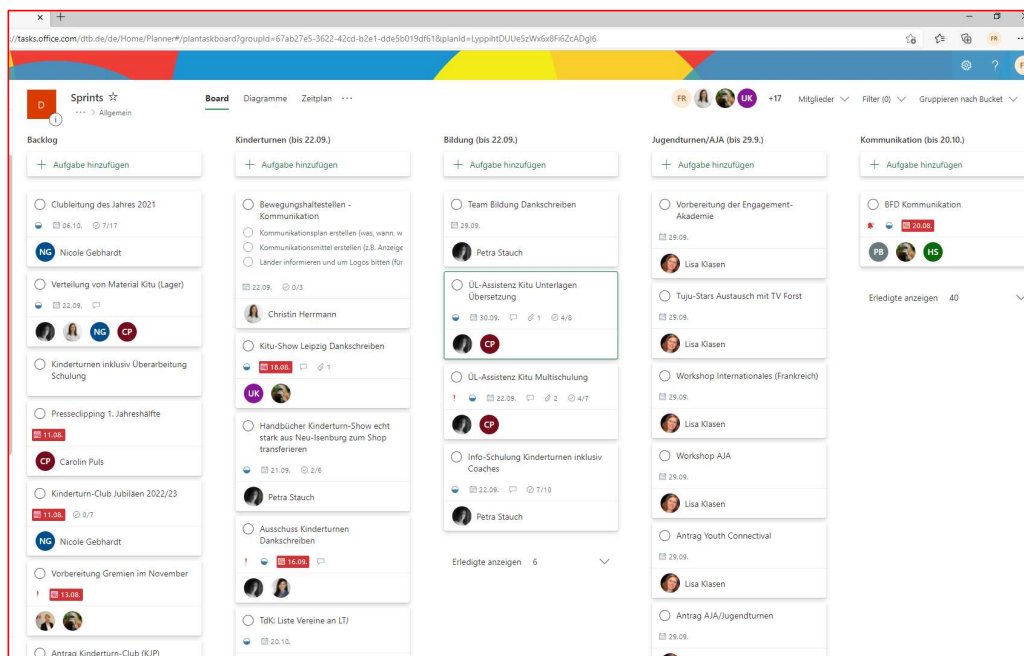 //tasks.office.com/dtb.de/de/Home/Planner#/plantaskboard?groupId=67ab27e5-3622-42cd-b2e1-dde5b019df61&planId=LyppihtDUUe5zWx6x8Fi6ZcADgI6
FR
D
Sprints
Allgemein
Board Diagramme Zeitplan
FR UK +17 Mitglieder Filter (0) Gruppieren nach Bucket
Backlog
Aufgabe hinzufügen
Clubleitung des Jahres 2021
06.10. 7/17
NG Nicole Gebhardt
Verteilung von Material Kitu (Lager)
22.09.
NG CP
Kinderturnen inklusiv Überarbeitung
Schulung
Presseclipping 1. Jahreshälfte
11.08.
CP Carolin Puls
Kinderturn-Club Jubiläen 2022/23
11.08. 0/7
NG Nicole Gebhardt
Vorbereitung Gremien im November
! 13.08.
Antrag Kinderturn-Club (KJP)
Kinderturnen (bis 22.09.)
Aufgabe hinzufügen
Bewegungshaltestellen -
Kommunikation
Kommunikationsplan erstellen (was, wann, w
Kommunikationsmittel erstellen (z.B. Anzeige
Länder informieren und um Logos bitten (für
22.09. 0/3
Christin Herrmann
Kitu-Show Leipzig Dankschreiben
18.08. 1
UK
Handbücher Kinderturn-Show echt
stark aus Neu-Isenburg zum Shop
transferieren
21.09. 2/6
Petra Stauch
Ausschuss Kinderturnen
Dankschreiben
! 16.09.
TdK: Liste Vereine an LTJ
20.10.
Bildung (bis 22.09.)
Aufgabe hinzufügen
Team Bildung Dankschreiben
29.09.
Petra Stauch
ÜL-Assistenz Kitu Unterlagen
Übersetzung
30.09. 1 4/8
CP
ÜL-Assistenz Kitu Multischulung
! 22.09. 2 4/7
CP
Info-Schulung Kinderturnen inklusiv
Coaches
22.09. 7/10
Petra Stauch
Erledigte anzeigen 6
Jugendturnen/AJA (bis 29.9.)
Aufgabe hinzufügen
Vorbereitung der Engagement-
Akademie
29.09.
Lisa Klasen
Tuju-Stars Austausch mit TV Forst
29.09.
Lisa Klasen
Workshop Internationales (Frankreich)
29.09.
Lisa Klasen
Workshop AJA
29.09.
Lisa Klasen
Antrag Youth Connectival
29.09.
Lisa Klasen
Antrag AJA/Jugendturnen
29.09.
Kommunikation (bis 20.10.)
Aufgabe hinzufügen
BFD Kommunikation
20.08.
PB HS
Erledigte anzeigen 40